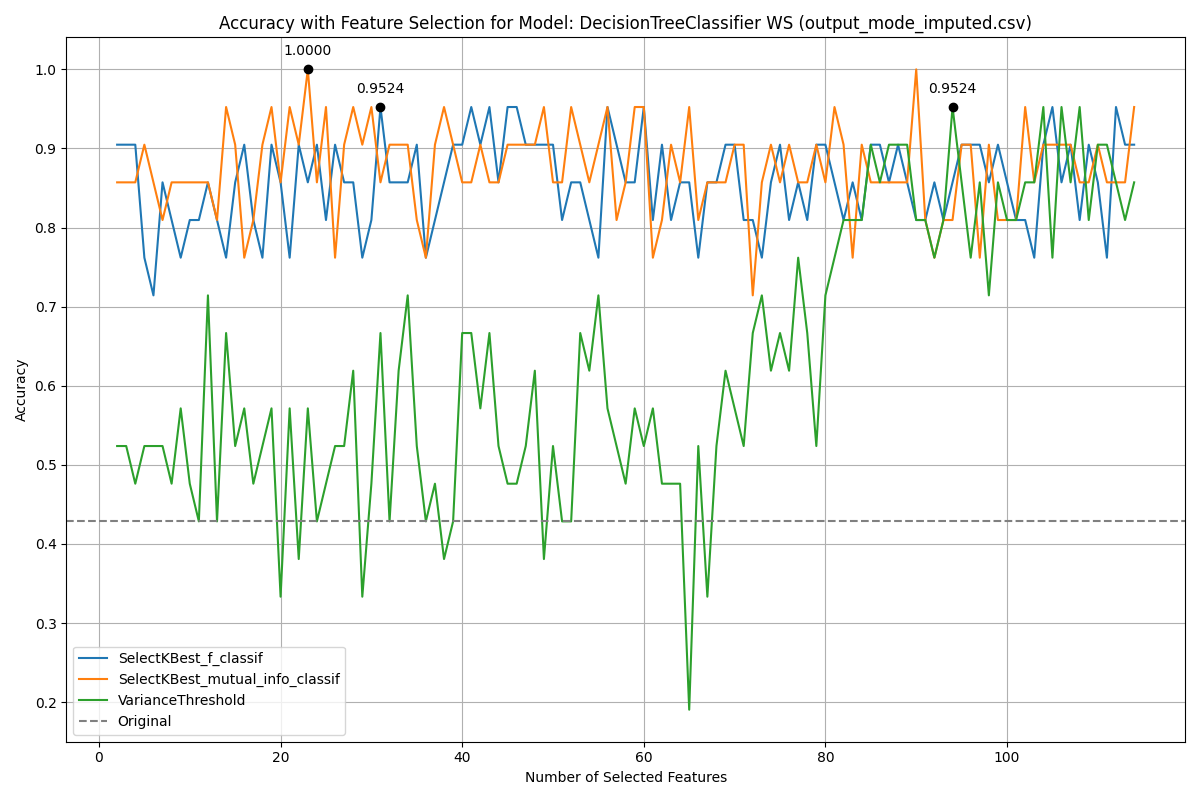 Accuracy with Feature Selection for Model: DecisionTreeClassifier WS (output_mode_imputed.csv)
1.0000
0.9524
0.9524
1.0
0.9
0.8
0.7
0.6
0.5
0.4
0.3
0.2
Accuracy
SelectKBest_f_classif
SelectKBest_mutual_info_classif
VarianceThreshold
Original
0
20
40
60
80
100
Number of Selected Features